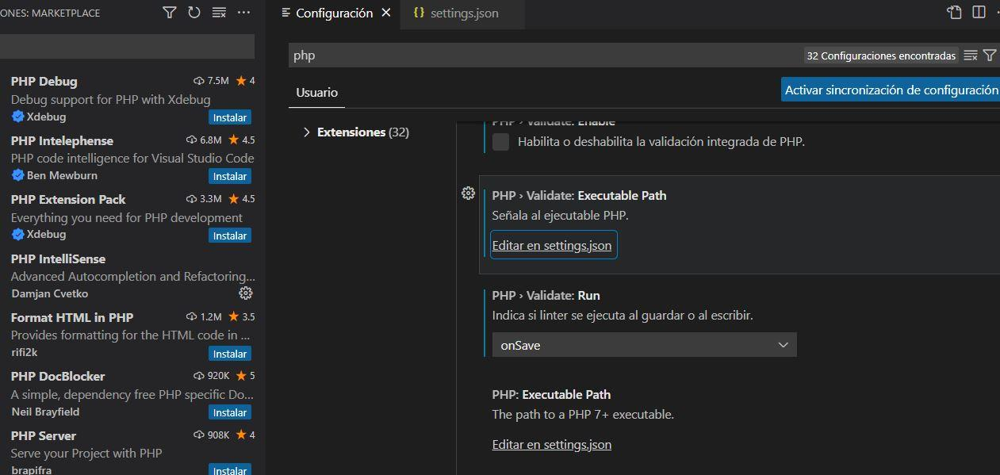 ONES: MARKETPLACE
PHP Debug 7.5M 4
Debug support for PHP with Xdebug
Xdebug Instalar
PHP Intelephense 6.8M 4.5
PHP code intelligence for Visual Studio Code
Ben Mewburn Instalar
PHP Extension Pack 3.3M 4.5
Everything you need for PHP development
Xdebug Instalar
PHP IntelliSense
Advanced Autocompletion and Refactoring...
Damjan Cvetko
Format HTML in PHP 1.2M 3.5
Provides formatting for the HTML code in ...
rifi2k Instalar
PHP DocBlocker 920K 5
A simple, dependency free PHP specific Do...
Neil Brayfield Instalar
PHP Server 908K 4
Serve your Project with PHP
brapifra Instalar
Configuración settings.json
php 32 Configuraciones encontradas
Usuario Activar sincronización de configuración
Extensiones (32)
PHP › Validate: Enable
Habilita o deshabilita la validación integrada de PHP.
PHP › Validate: Executable Path
Señala al ejecutable PHP.
Editar en settings.json
PHP › Validate: Run
Indica si linter se ejecuta al guardar o al escribir.
onSave
PHP: Executable Path
The path to a PHP 7+ executable.
Editar en settings.json